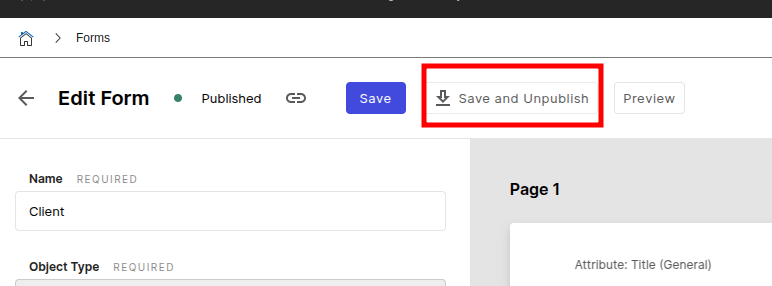 Forms
Edit Form Published Save Save and Unpublish Preview
Name REQUIRED
Client
Object Type REQUIRED
Page 1
Attribute: Title (General)